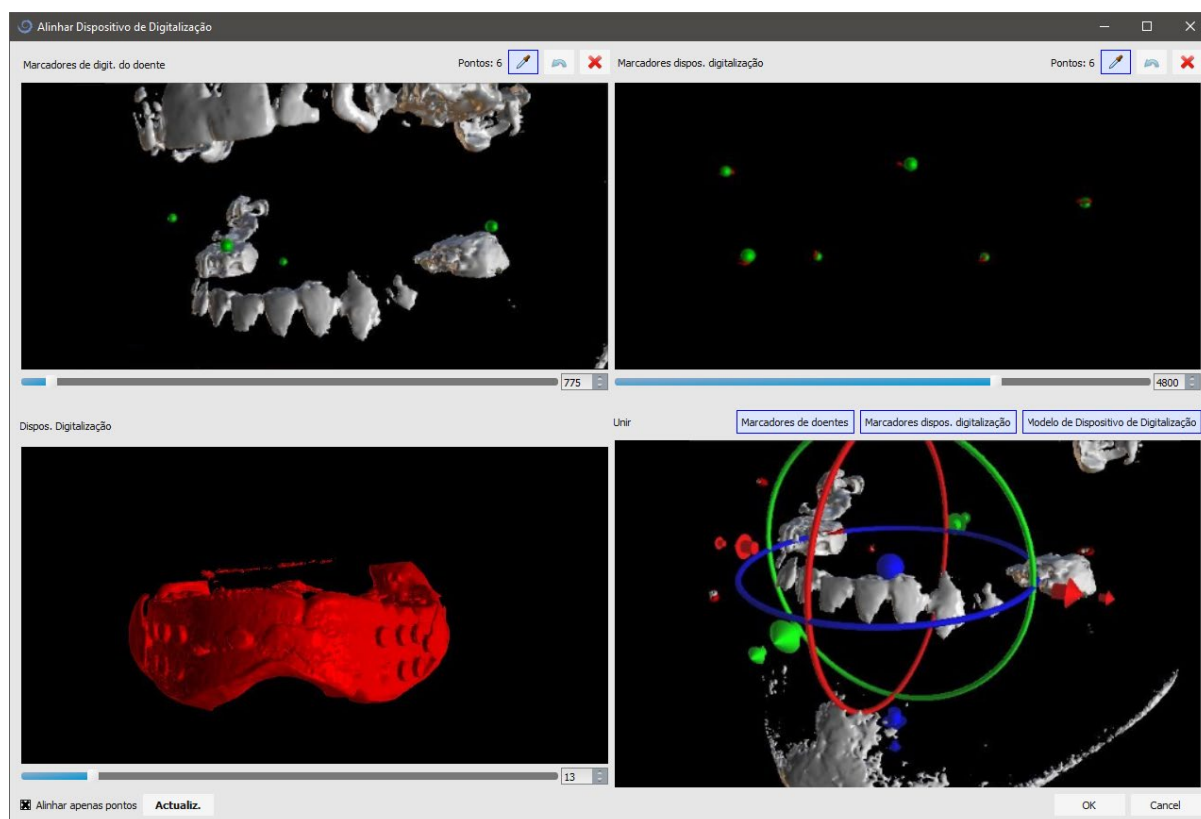 Alinhar Dispositivo de Digitalização
Marcadores de digit. do doente
Pontos: 6
Marcadores dispos. digitalização
Pontos: 6
775
4800
Dispos. Digitalização
Unir
Marcadores de doentes
Marcadores dispos. digitalização
Modelo de Dispositivo de Digitalização
13
Alinhar apenas pontos
Actualiz.
OK
Cancel